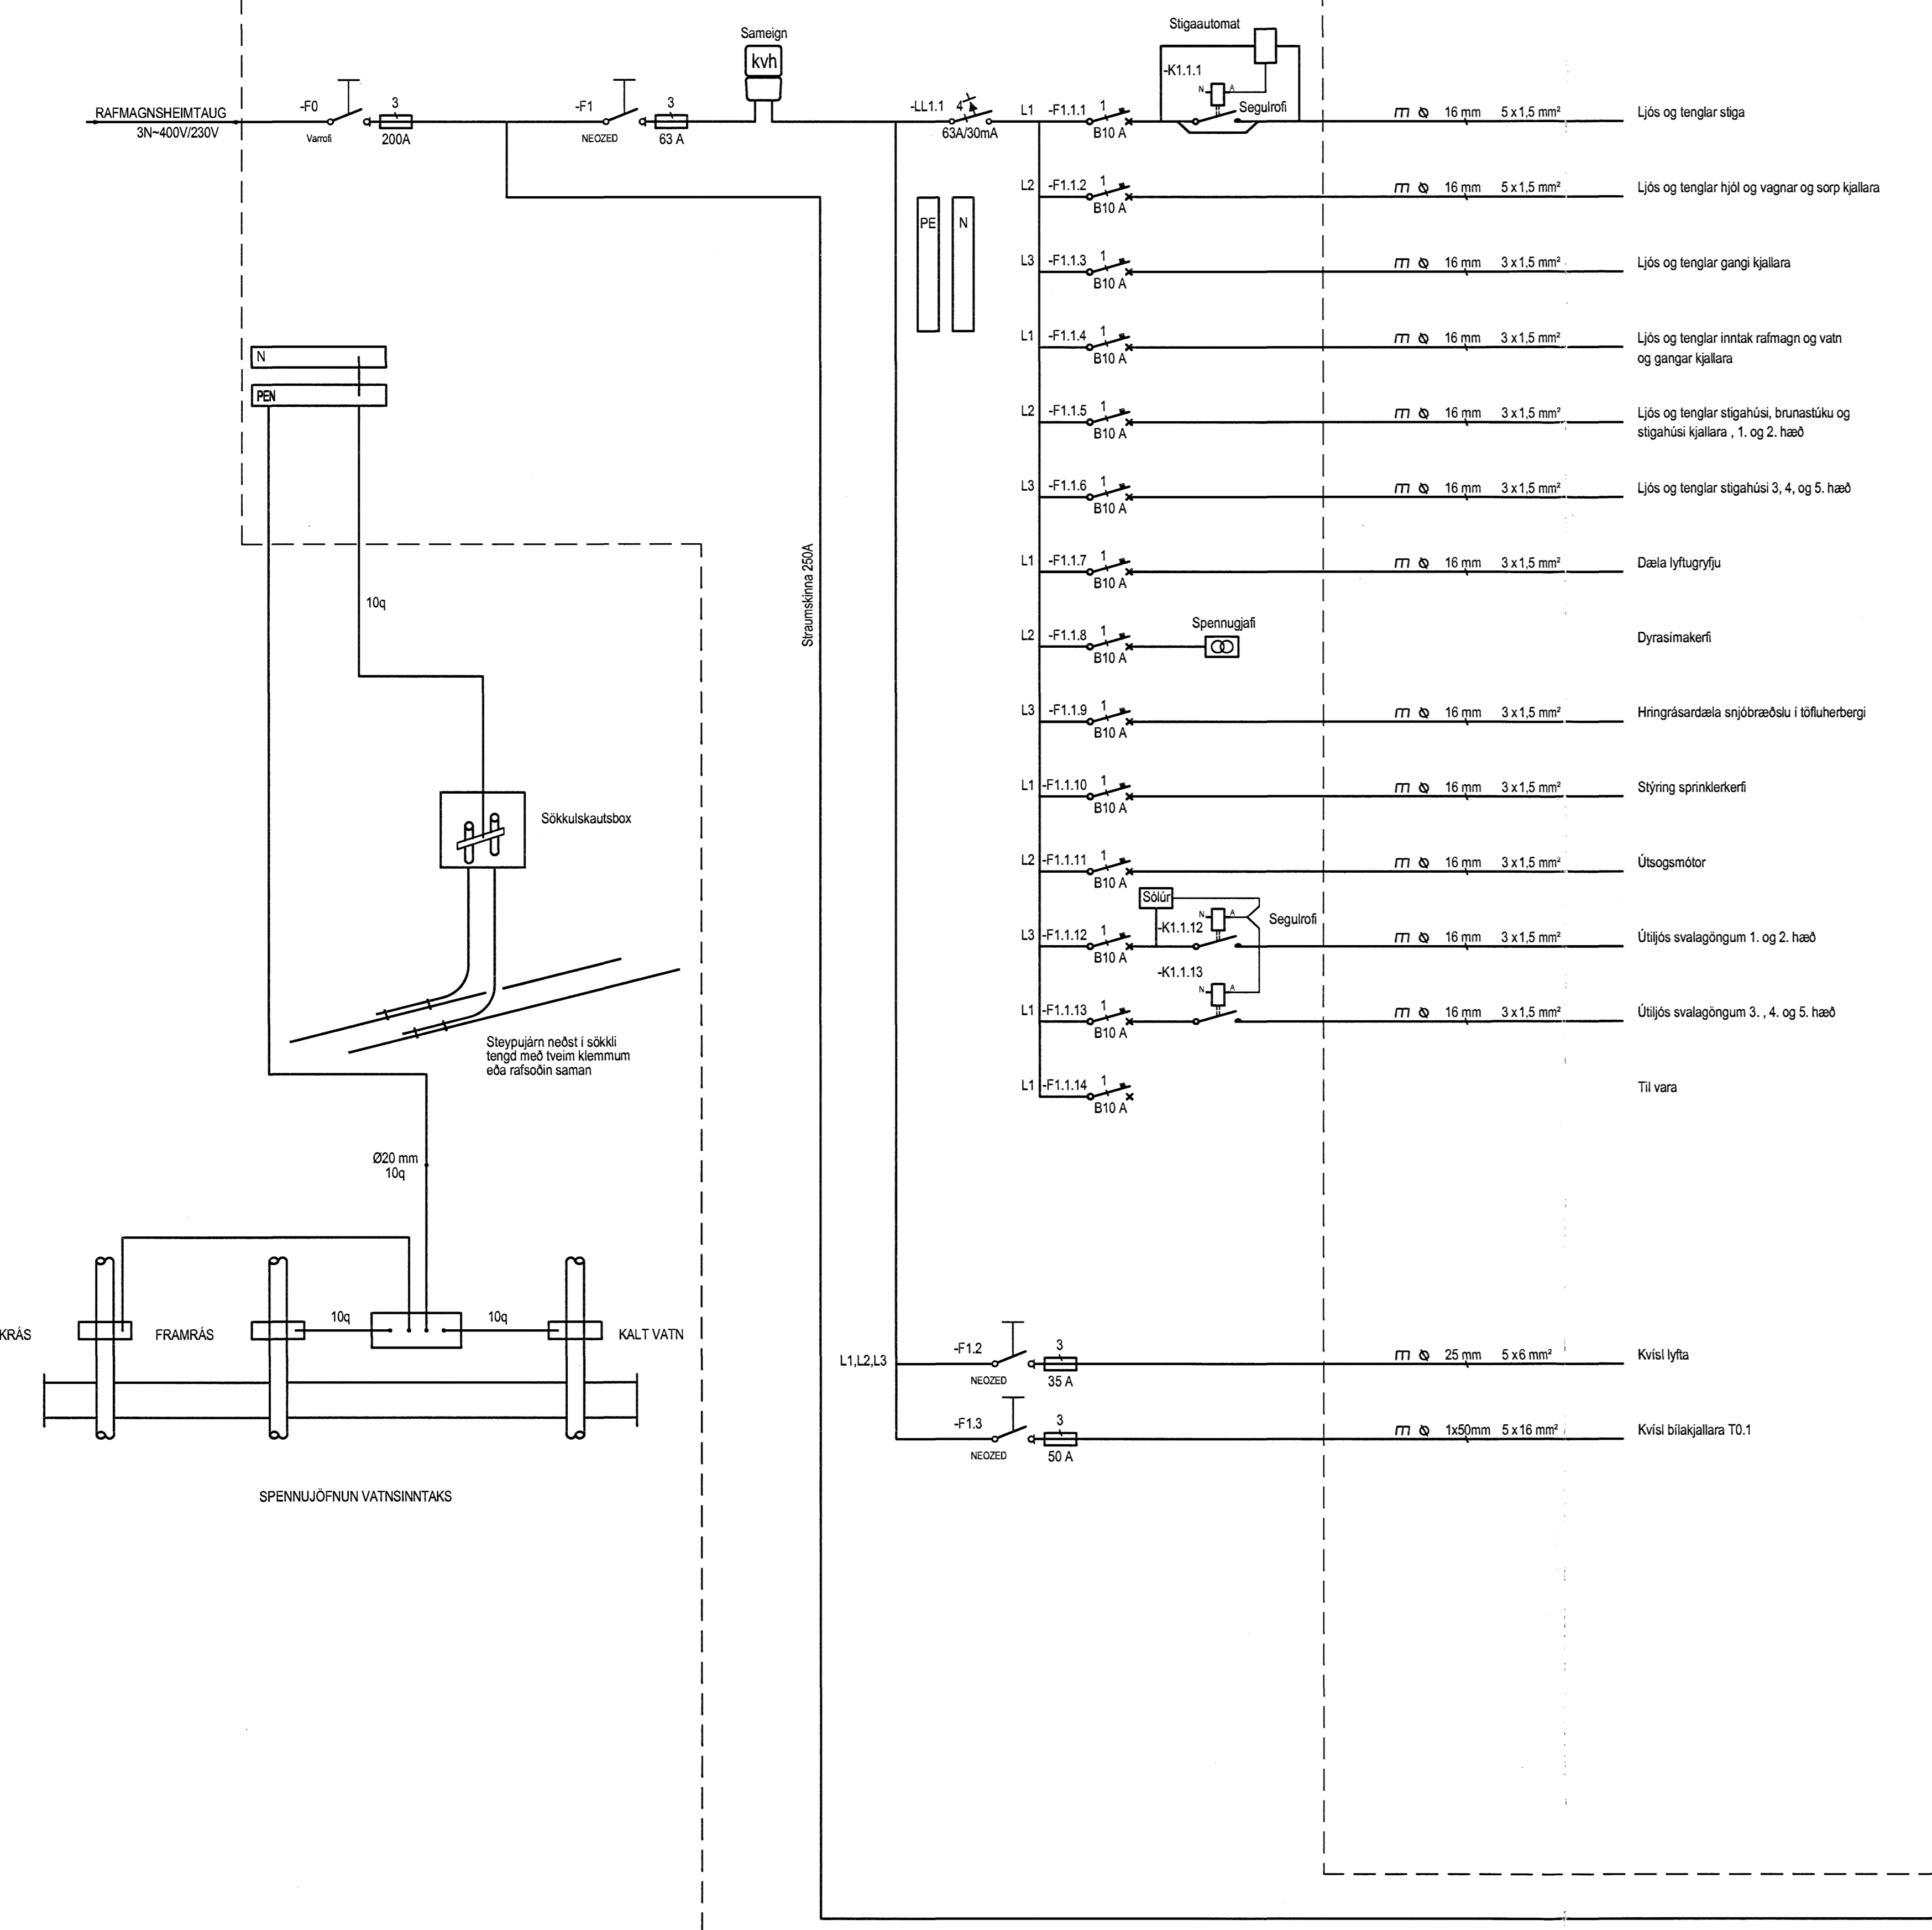 Stigaautomat
Sameign
kvh
-K1.1.1
N A
Segulrofi
RAFMAGNSHEIMTAUG
3N~400V/230V
-F0
Varrofi
3
200A
-F1
NEOZED
3
63 A
-LL1.1 4
63A/30mA
L1 -F1.1.1 1
B10 A
16 mm 5 x 1,5 mm²
Ljós og tenglar stiga
L2 -F1.1.2 1
B10 A
16 mm 5 x 1,5 mm²
Ljós og tenglar hjól og vagnar og sorp kjallara
PE
N
L3 -F1.1.3 1
B10 A
16 mm 3 x 1,5 mm²
Ljós og tenglar gangi kjallara
L1 -F1.1.4 1
B10 A
16 mm 3 x 1,5 mm²
Ljós og tenglar inntak rafmagn og vatn
og gangar kjallara
N
PEN
L2 -F1.1.5 1
B10 A
16 mm 3 x 1,5 mm²
Ljós og tenglar stigahúsi, brunastúku og
stigahúsi kjallara , 1. og 2. hæð
L3 -F1.1.6 1
B10 A
16 mm 3 x 1,5 mm²
Ljós og tenglar stigahúsi 3, 4, og 5. hæð
Straumskinna 250A
10q
L1 -F1.1.7 1
B10 A
16 mm 3 x 1,5 mm²
Dæla lyftugryfju
L2 -F1.1.8 1
B10 A
Spennugjafi
Dyrasímakerfi
L3 -F1.1.9 1
B10 A
16 mm 3 x 1,5 mm²
Hringrásardæla snjóbræðslu í töfluherbergi
L1 -F1.1.10 1
B10 A
16 mm 3 x 1,5 mm²
Stýring sprinklerkerfi
Sökkulskautsbox
L2 -F1.1.11 1
B10 A
16 mm 3 x 1,5 mm²
Útsogsmótor
Sólúr
N A
-K1.1.12
Segulrofi
L3 -F1.1.12 1
B10 A
16 mm 3 x 1,5 mm²
Útiljós svalagöngum 1. og 2. hæð
-K1.1.13
N A
L1 -F1.1.13 1
B10 A
16 mm 3 x 1,5 mm²
Útiljós svalagöngum 3. , 4. og 5. hæð
Steypujárn neðst í sökkli
tengd með tveim klemmum
eða rafsoðin saman
L1 -F1.1.14 1
B10 A
Til vara
Ø20 mm
10q
KRÁS
FRAMRÁS
10q
10q
KALT VATN
L1,L2,L3
-F1.2
NEOZED
3
35 A
25 mm 5 x 6 mm²
Kvísl lyfta
-F1.3
NEOZED
3
50 A
1x50mm 5 x 16 mm²
Kvísl bílakjallara T0.1
SPENNUJÖFNUN VATNSINNTAKS